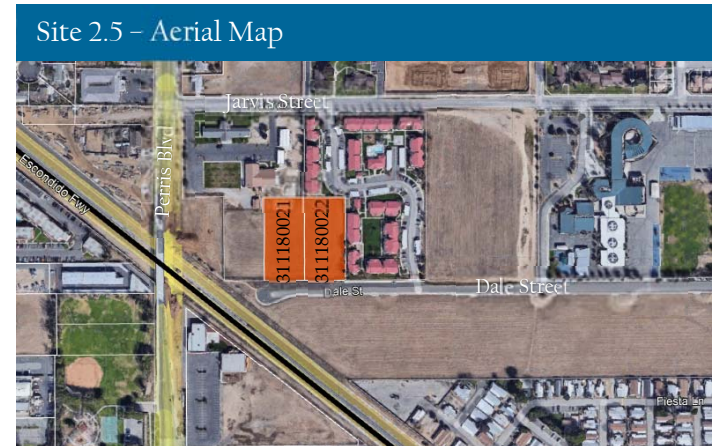 Site 2.5 – Aerial Map
Jarvis Street
Perris Blvd
Escondido Fwy
311180021
311180022
Dale St
Dale Street
Fiesta Ln